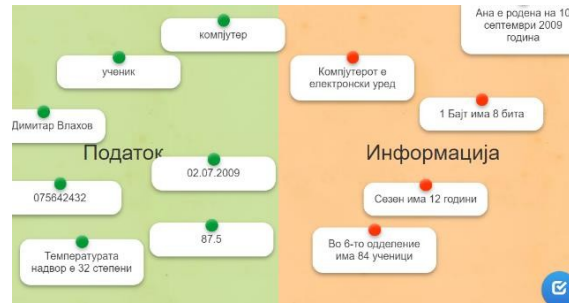 компјутер
ученик
Димитар Влахов
Податок
02.07.2009
075642432
87.5
Температурата
надвор е 32 степени
Ана е родена на 10
септември 2009
година
Компјутерот е
електронски уред
1 Бајт има 8 бита
Информација
Сезен има 12 години
Во 6-то одделение
има 84 ученици